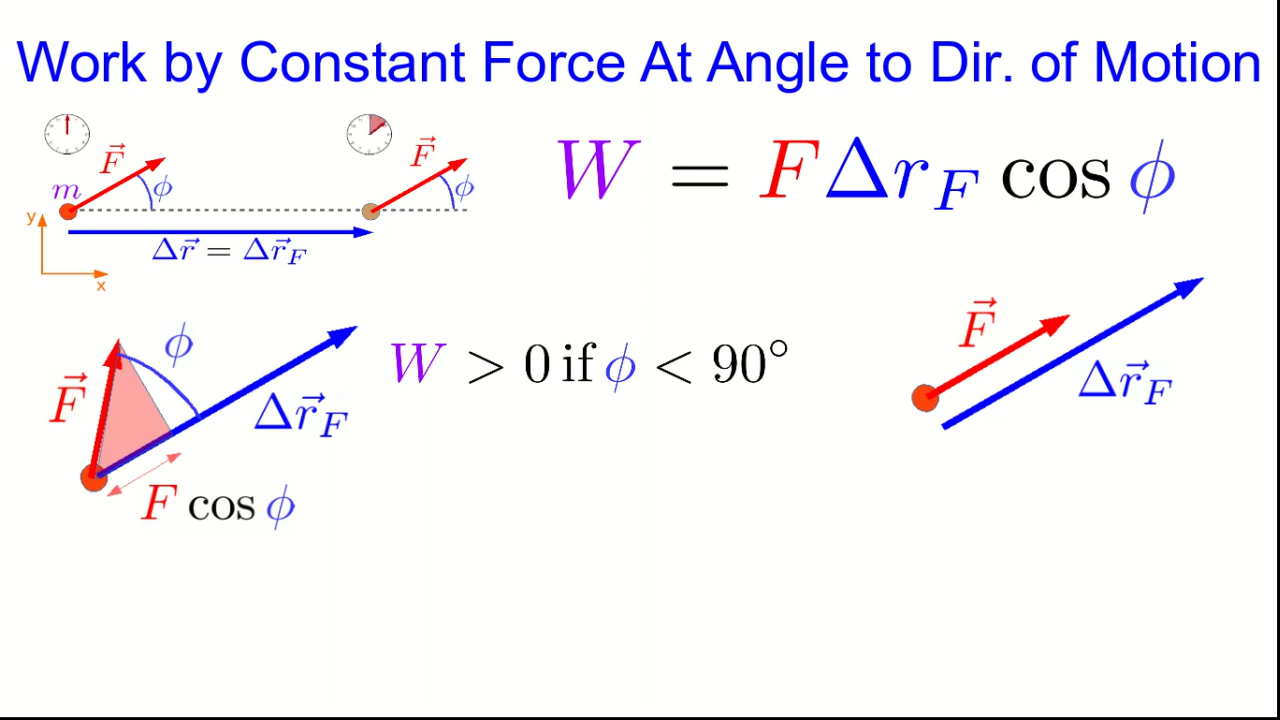 Work by Constant Force At Angle to Dir. of Motion
F⃗ ϕ m
F⃗ ϕ
y
x
Δr⃗ = Δr⃗_F
W = FΔr_F cos ϕ
F⃗ ϕ
Δr⃗_F
F cos ϕ
W > 0 if ϕ < 90°
F⃗
Δr⃗_F